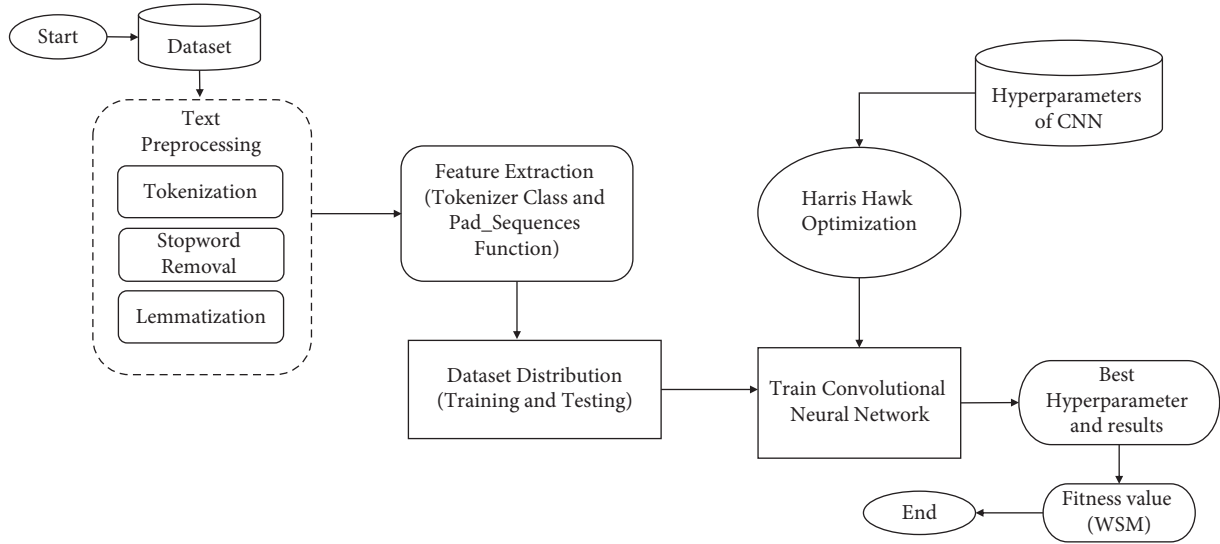 Start
Dataset
Text
Preprocessing
Tokenization
Stopword
Removal
Lemmatization
Feature Extraction
(Tokenizer Class and
Pad_Sequences
Function)
Dataset Distribution
(Training and Testing)
Hyperparameters
of CNN
Harris Hawk
Optimization
Train Convolutional
Neural Network
Best
Hyperparameter
and results
Fitness value
(WSM)
End